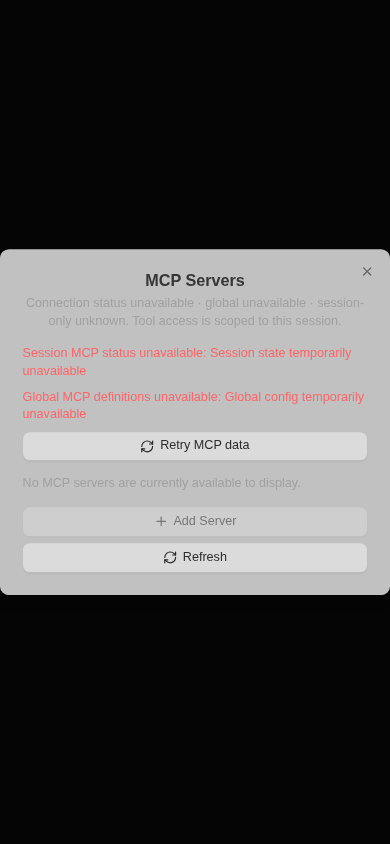 MCP Servers
Connection status unavailable · global unavailable · session-
only unknown. Tool access is scoped to this session.
Session MCP status unavailable: Session state temporarily
unavailable
Global MCP definitions unavailable: Global config temporarily
unavailable
Retry MCP data
No MCP servers are currently available to display.
Add Server
Refresh